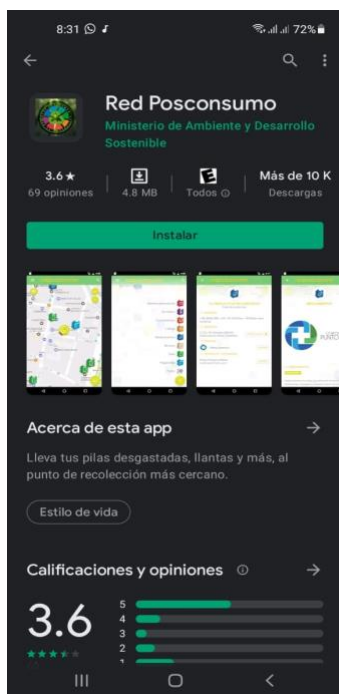 8:31
72%
Red Posconsumo
Ministerio de Ambiente y Desarrollo
Sostenible
3.6★
69 opiniones
4.8 MB
E
Todos
Más de 10 K
Descargas
Instalar
PUNTO
Acerca de esta app
Lleva tus pilas desgastadas, llantas y más, al
punto de recolección más cercano.
Estilo de vida
Calificaciones y opiniones
3.6
5
4
3
2
1